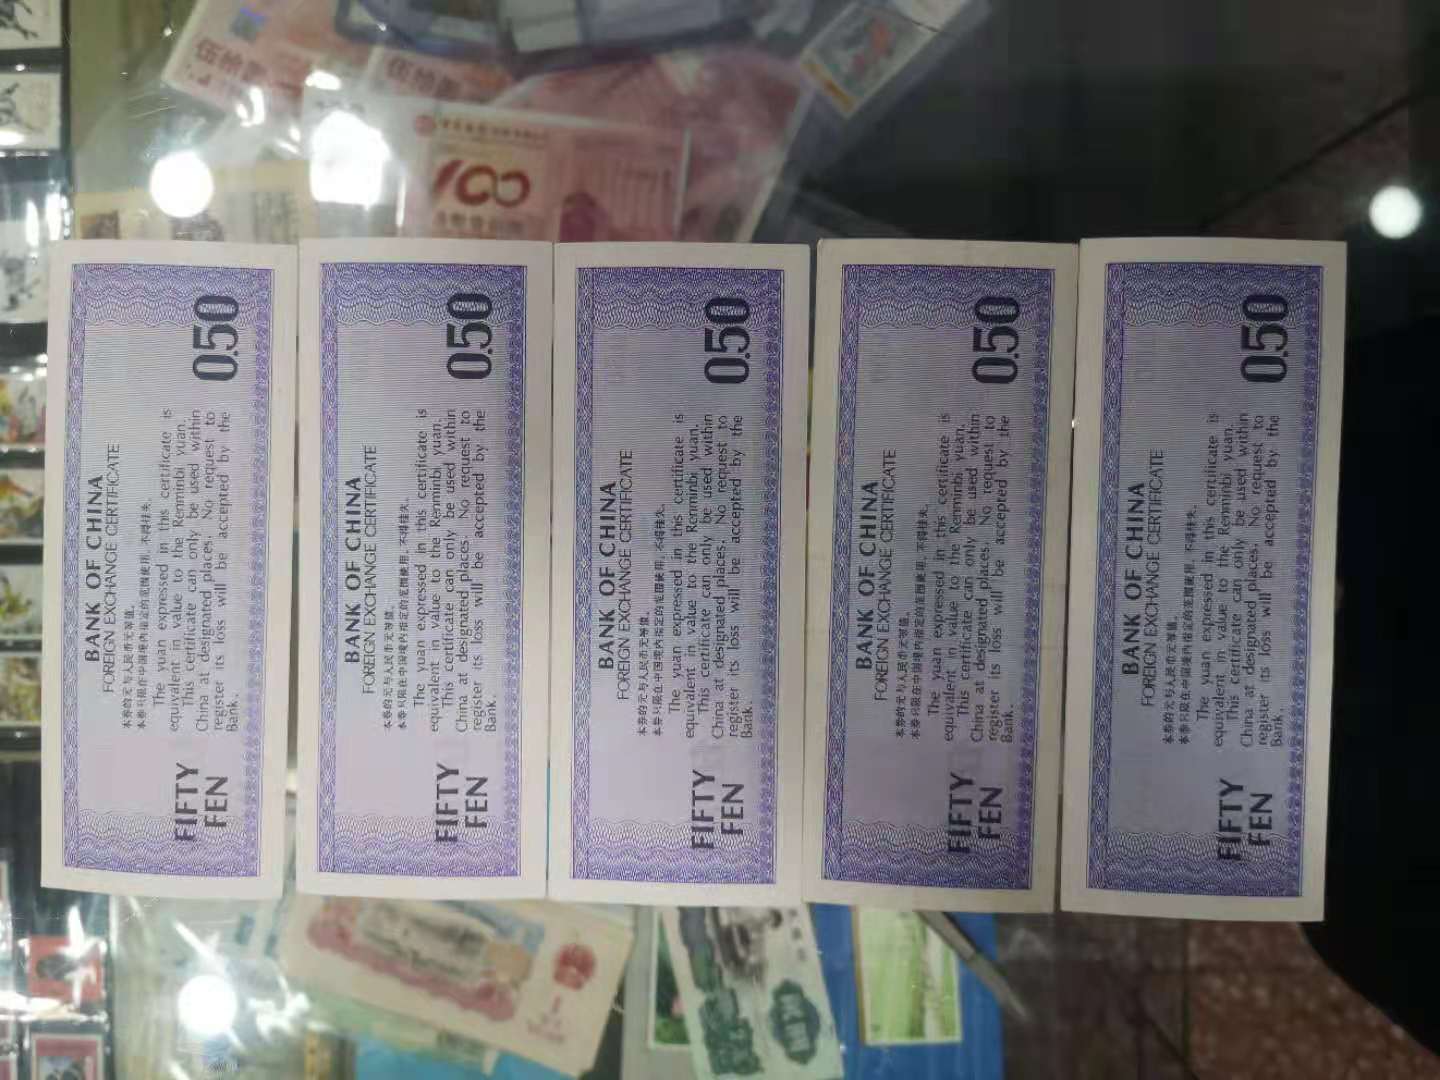 伍拾圆
伍拾圆
100
BANK OF CHINA
FOREIGN EXCHANGE CERTIFICATE
本券的元与人民币元等值。
本券只限在中国境内指定的范围使用,不得挂失。
The yuan expressed in this certificate is
equivalent in value to the Renminbi yuan.
This certificate can only be used within
China at designated places. No request to
register its loss will be accepted by the
Bank.
FIFTY
FEN
0.50
BANK OF CHINA
FOREIGN EXCHANGE CERTIFICATE
本券的元与人民币元等值。
本券只限在中国境内指定的范围使用,不得挂失。
The yuan expressed in this certificate is
equivalent in value to the Renminbi yuan.
This certificate can only be used within
China at designated places. No request to
register its loss will be accepted by the
Bank.
FIFTY
FEN
0.50
BANK OF CHINA
FOREIGN EXCHANGE CERTIFICATE
本券的元与人民币元等值。
本券只限在中国境内指定的范围使用,不得挂失。
The yuan expressed in this certificate is
equivalent in value to the Renminbi yuan.
This certificate can only be used within
China at designated places. No request to
register its loss will be accepted by the
Bank.
FIFTY
FEN
0.50
BANK OF CHINA
FOREIGN EXCHANGE CERTIFICATE
本券的元与人民币元等值。
本券只限在中国境内指定的范围使用,不得挂失。
The yuan expressed in this certificate is
equivalent in value to the Renminbi yuan.
This certificate can only be used within
China at designated places. No request to
register its loss will be accepted by the
Bank.
FIFTY
FEN
0.50
BANK OF CHINA
FOREIGN EXCHANGE CERTIFICATE
本券的元与人民币元等值。
本券只限在中国境内指定的范围使用,不得挂失。
The yuan expressed in this certificate is
equivalent in value to the Renminbi yuan.
This certificate can only be used within
China at designated places. No request to
register its loss will be accepted by the
Bank.
FIFTY
FEN
0.50